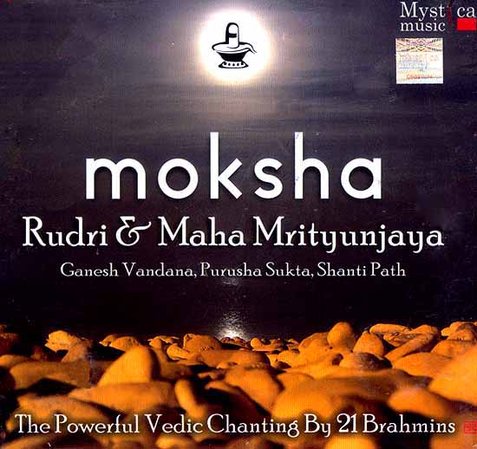 Mystica
music
moksha
Rudri & Maha Mrityunjaya
Ganesh Vandana, Purusha Sukta, Shanti Path
The Powerful Vedic Chanting By 21 Brahmins